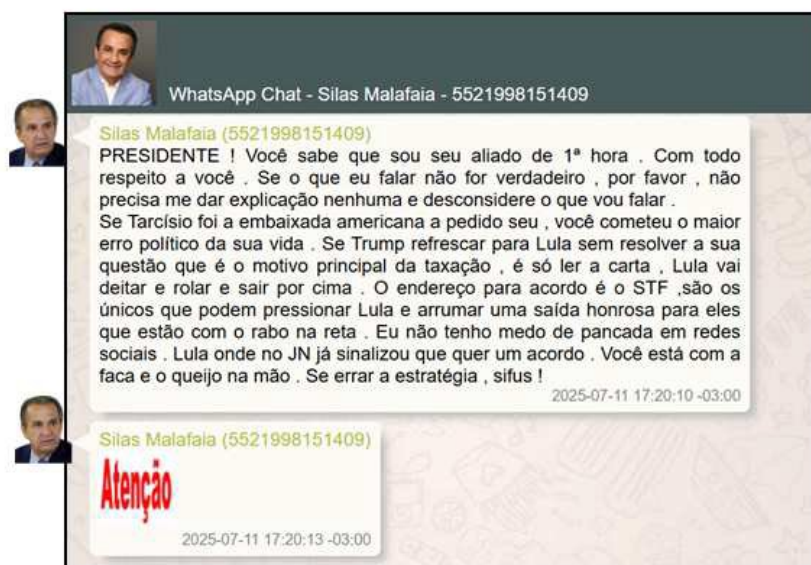 WhatsApp Chat - Silas Malafaia - 5521998151409
Silas Malafaia (5521998151409)
PRESIDENTE ! Você sabe que sou seu aliado de 1ª hora . Com todo
respeito a você . Se o que eu falar não for verdadeiro , por favor , não
precisa me dar explicação nenhuma e desconsidere o que vou falar .
Se Tarcísio foi a embaixada americana a pedido seu , você cometeu o maior
erro político da sua vida . Se Trump refrescar para Lula sem resolver a sua
questão que é o motivo principal da taxação , é só ler a carta , Lula vai
deitar e rolar e sair por cima . O endereço para acordo é o STF ,são os
únicos que podem pressionar Lula e arrumar uma saída honrosa para eles
que estão com o rabo na reta . Eu não tenho medo de pancada em redes
sociais . Lula onde no JN já sinalizou que quer um acordo . Você está com a
faca e o queijo na mão . Se errar a estratégia , sifus !
2025-07-11 17:20:10 -03:00
Silas Malafaia (5521998151409)
Atenção
2025-07-11 17:20:13 -03:00